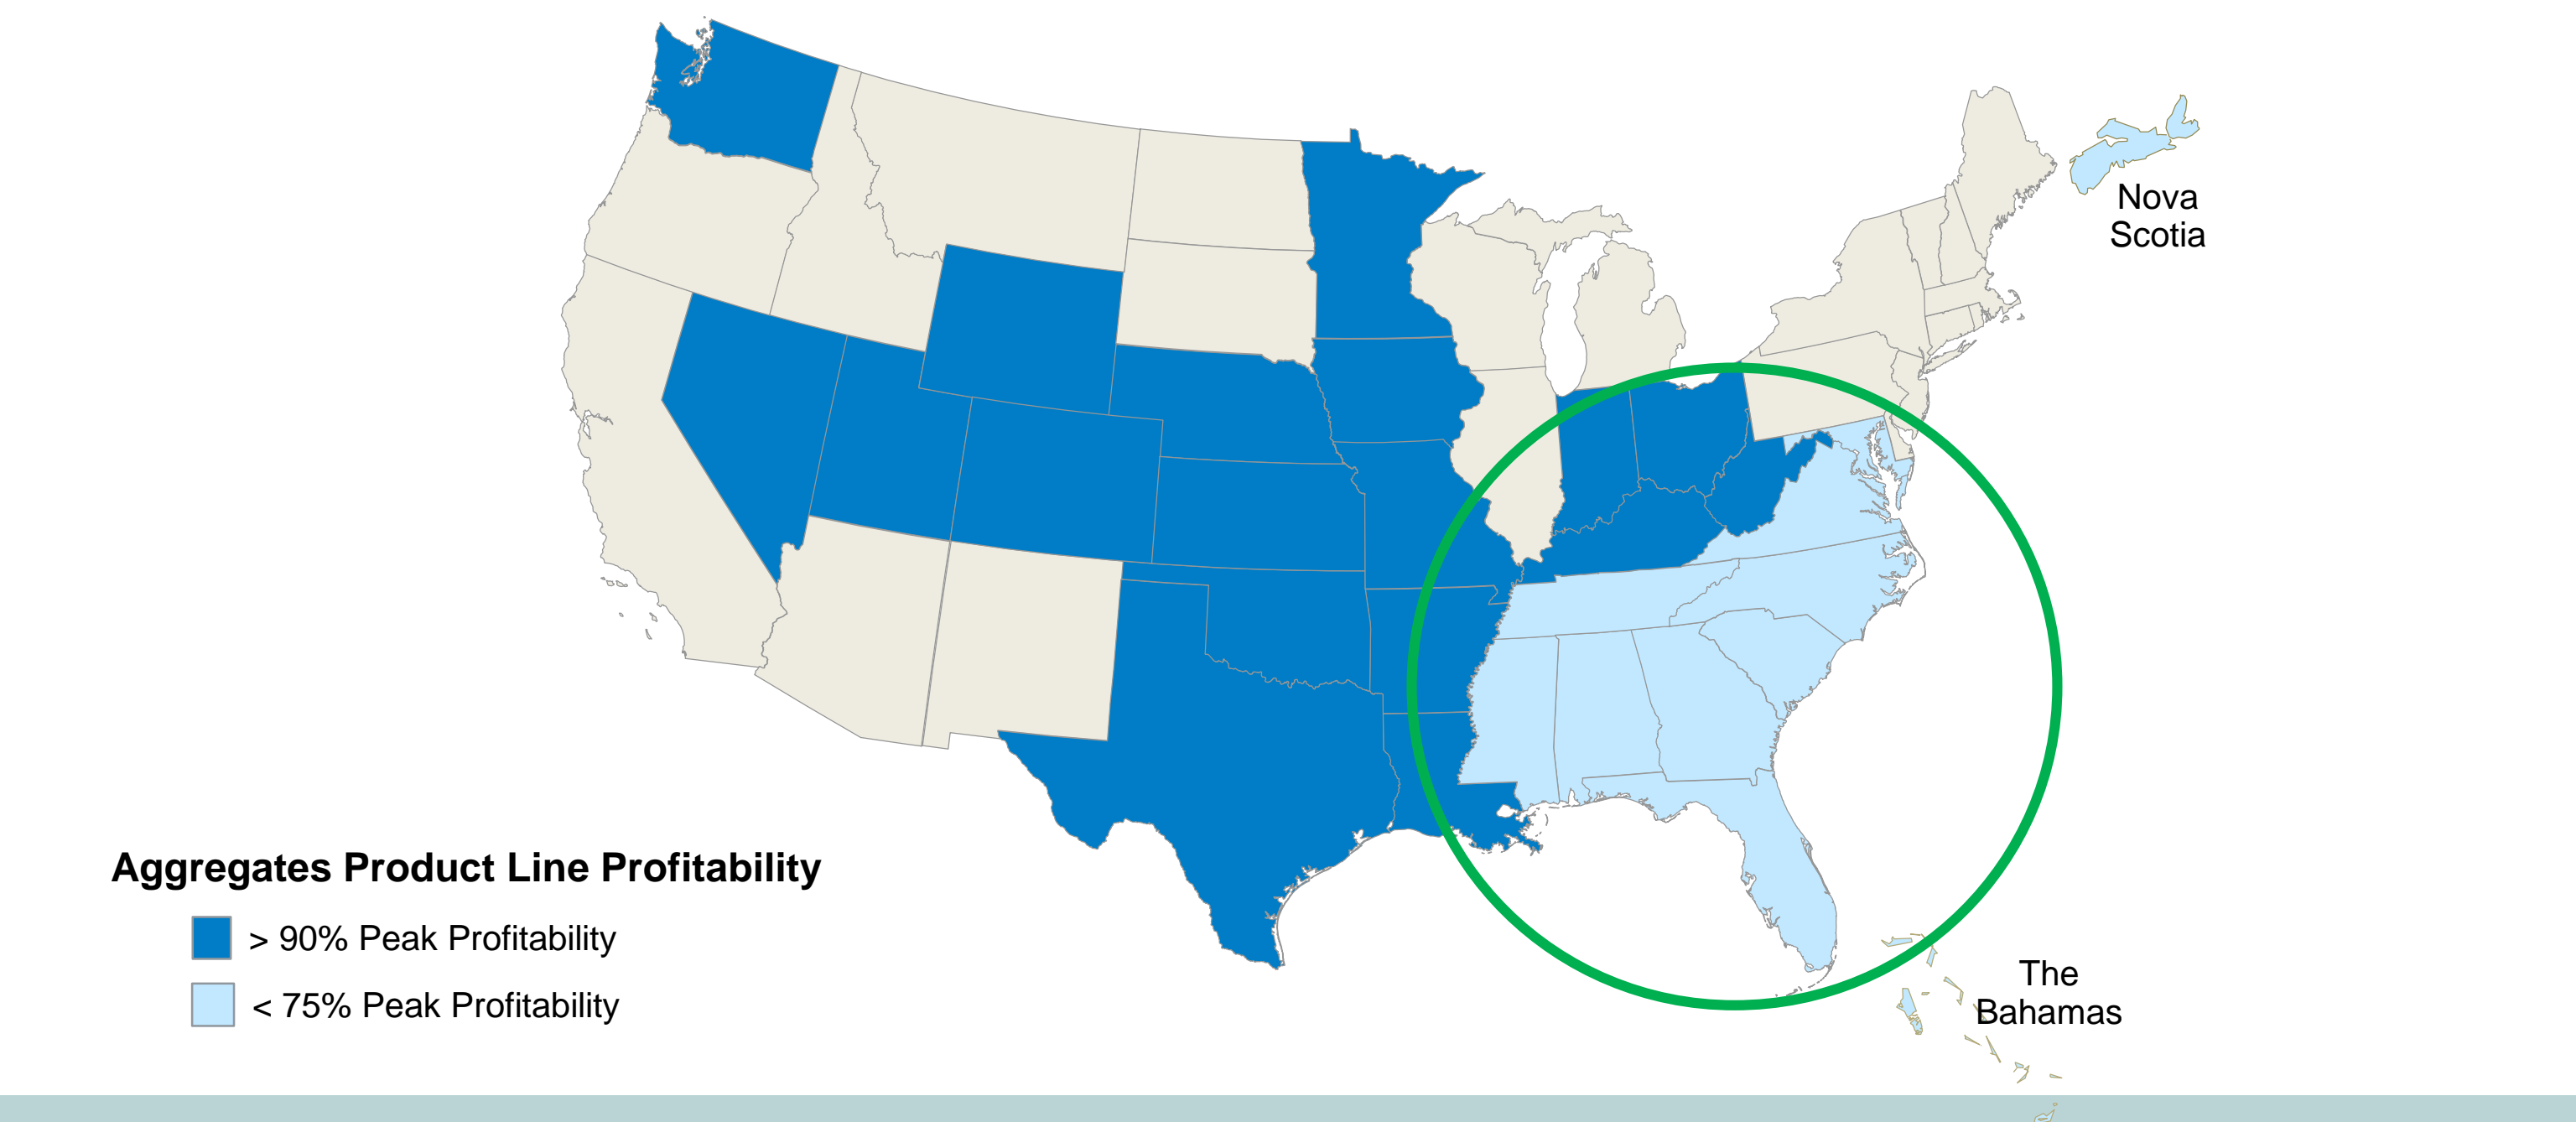 Nova
Scotia
Aggregates Product Line Profitability
> 90% Peak Profitability
< 75% Peak Profitability
The
Bahamas